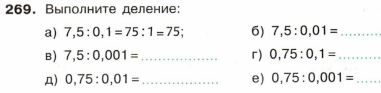 269. Выполните деление:
а) 7,5 : 0,1 = 75 : 1 = 75; б) 7,5 : 0,01 = ..........
в) 7,5 : 0,001 = .................... г) 0,75 : 0,1 = ..........
д) 0,75 : 0,01 = .................... е) 0,75 : 0,001 = ......